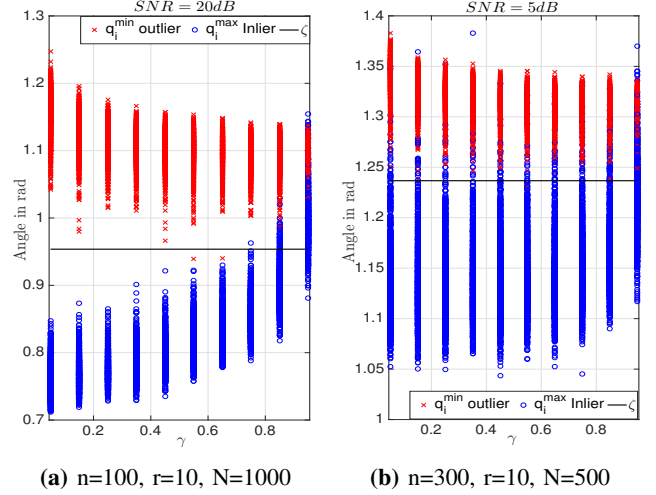 SNR = 20dB
× q_i^min outlier ○ q_i^max Inlier — ζ
Angle in rad
1.3
1.2
1.1
1
0.9
0.8
0.7
0.2 0.4 0.6 0.8
γ
(a) n=100, r=10, N=1000
SNR = 5dB
Angle in rad
1.4
1.35
1.3
1.25
1.2
1.15
1.1
1.05
1
× q_i^min outlier ○ q_i^max Inlier — ζ
0.2 0.4 0.6 0.8
γ
(b) n=300, r=10, N=500